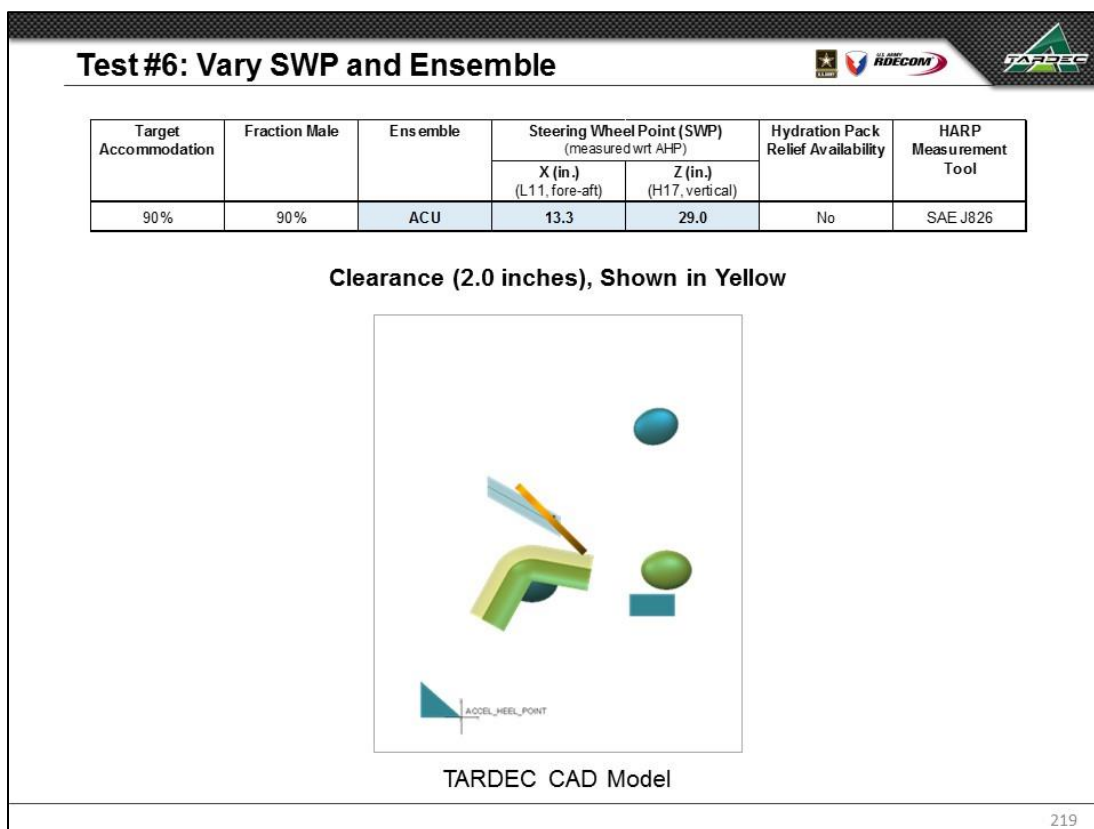 Test #6: Vary SWP and Ensemble
U.S. ARMY
U.S. ARMY
RDECOM
TARDEC
Target Accommodation
Fraction Male
Ensemble
Steering Wheel Point (SWP)
(measured wrt AHP)
Hydration Pack Relief Availability
HARP Measurement Tool
X (in.)
(L11, fore-aft)
Z (in.)
(H17, vertical)
90%
90%
ACU
13.3
29.0
No
SAE J826
Clearance (2.0 inches), Shown in Yellow
ACCEL_HEEL_POINT
TARDEC CAD Model
219